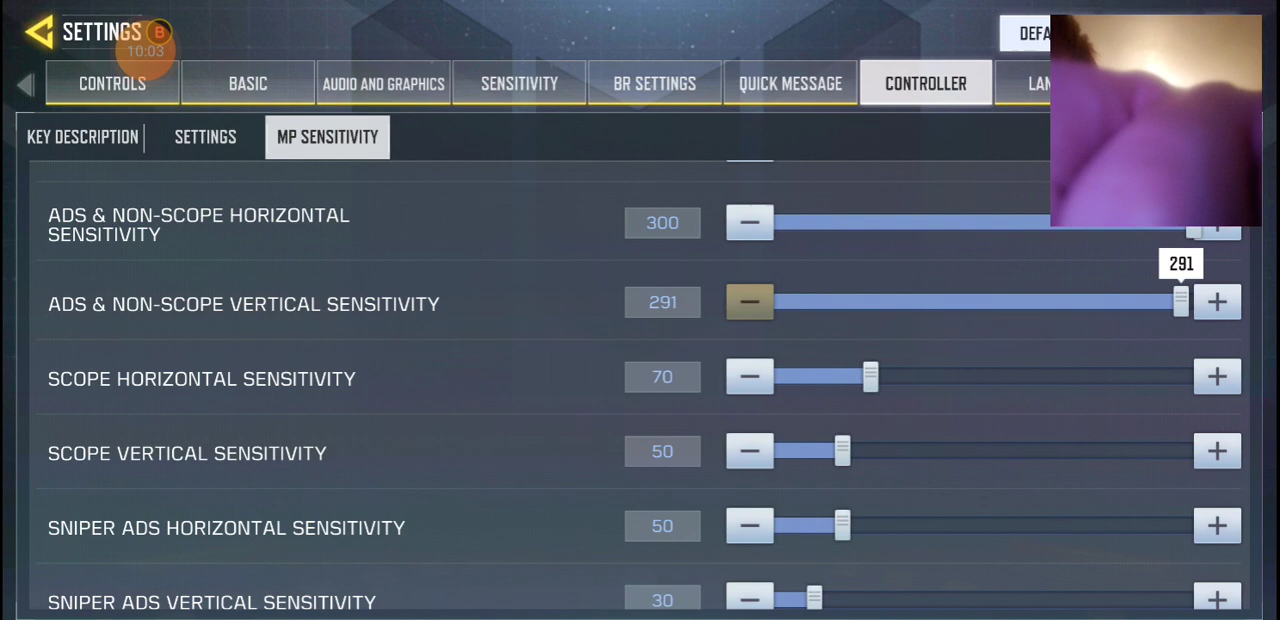 SETTINGS B
10:03
DEFA
CONTROLS BASIC AUDIO AND GRAPHICS SENSITIVITY BR SETTINGS QUICK MESSAGE CONTROLLER LAN
KEY DESCRIPTION SETTINGS MP SENSITIVITY
ADS & NON-SCOPE HORIZONTAL
SENSITIVITY
300
291
ADS & NON-SCOPE VERTICAL SENSITIVITY 291
SCOPE HORIZONTAL SENSITIVITY 70
SCOPE VERTICAL SENSITIVITY 50
SNIPER ADS HORIZONTAL SENSITIVITY 50
SNIPER ADS VERTICAL SENSITIVITY 30